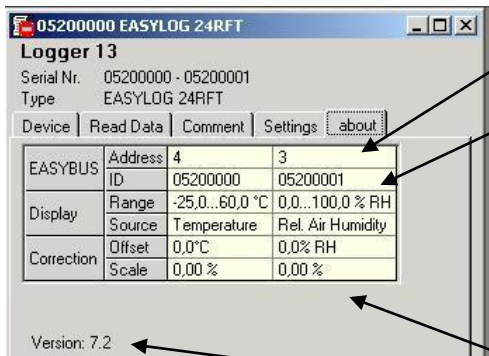 05200000 EASYLOG 24RFT
Logger 13
Serial Nr. 05200000 - 05200001
Type EASYLOG 24RFT
Device Read Data Comment Settings about
EASYBUS Address 4 3
ID 05200000 05200001
Display Range -25,0...60,0 °C 0,0...100,0 % RH
Source Temperature Rel. Air Humidity
Correction Offset 0,0°C 0,0% RH
Scale 0,00 % 0,00 %
Version: 7.2